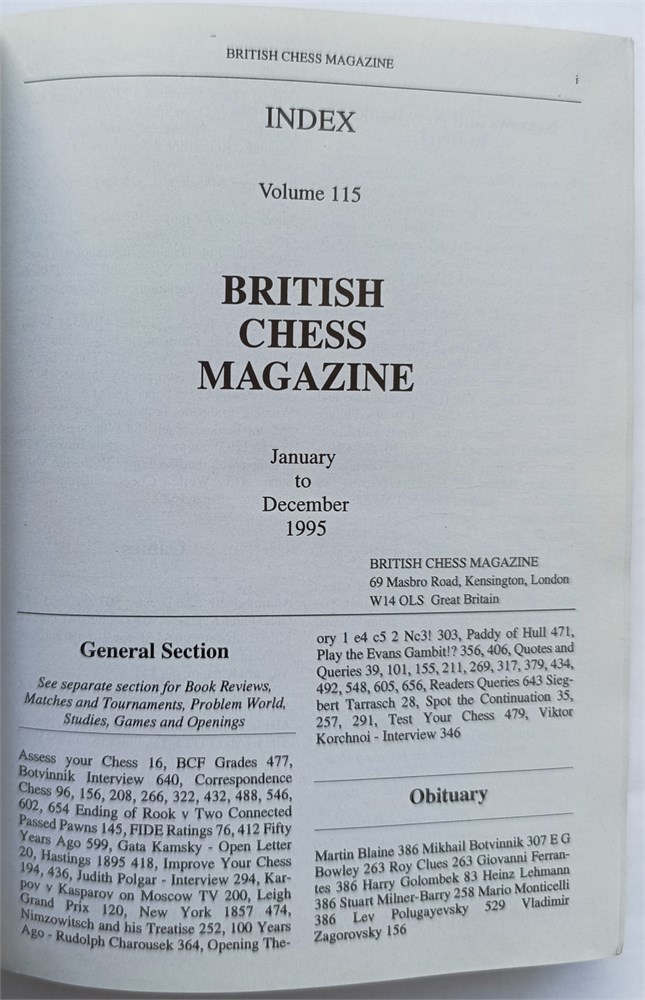 BRITISH CHESS MAGAZINE
i
INDEX
Volume 115
BRITISH
CHESS
MAGAZINE
January
to
December
1995
BRITISH CHESS MAGAZINE
69 Masbro Road, Kensington, London
W14 OLS Great Britain
General Section
See separate section for Book Reviews,
Matches and Tournaments, Problem World,
Studies, Games and Openings
Assess your Chess 16, BCF Grades 477,
Botvinnik Interview 640, Correspondence
Chess 96, 156, 208, 266, 322, 432, 488, 546,
602, 654 Ending of Rook v Two Connected
Passed Pawns 145, FIDE Ratings 76, 412 Fifty
Years Ago 599, Gata Kamsky - Open Letter
20, Hastings 1895 418, Improve Your Chess
194, 436, Judith Polgar - Interview 294, Kar-
pov v Kasparov on Moscow TV 200, Leigh
Grand Prix 120, New York 1857 474,
Nimzowitsch and his Treatise 252, 100 Years
Ago - Rudolph Charousek 364, Opening The-
ory 1 e4 c5 2 Nc3! 303, Paddy of Hull 471,
Play the Evans Gambit!? 356, 406, Quotes and
Queries 39, 101, 155, 211, 269, 317, 379, 434,
492, 548, 605, 656, Readers Queries 643 Sieg-
bert Tarrasch 28, Spot the Continuation 35,
257, 291, Test Your Chess 479, Viktor
Korchnoi - Interview 346
Obituary
Martin Blaine 386 Mikhail Botvinnik 307 E G
Bowley 263 Roy Clues 263 Giovanni Ferran-
tes 386 Harry Golombek 83 Heinz Lehmann
386 Stuart Milner-Barry 258 Mario Monticelli
386 Lev Polugayevsky 529 Vladimir
Zagorovsky 156